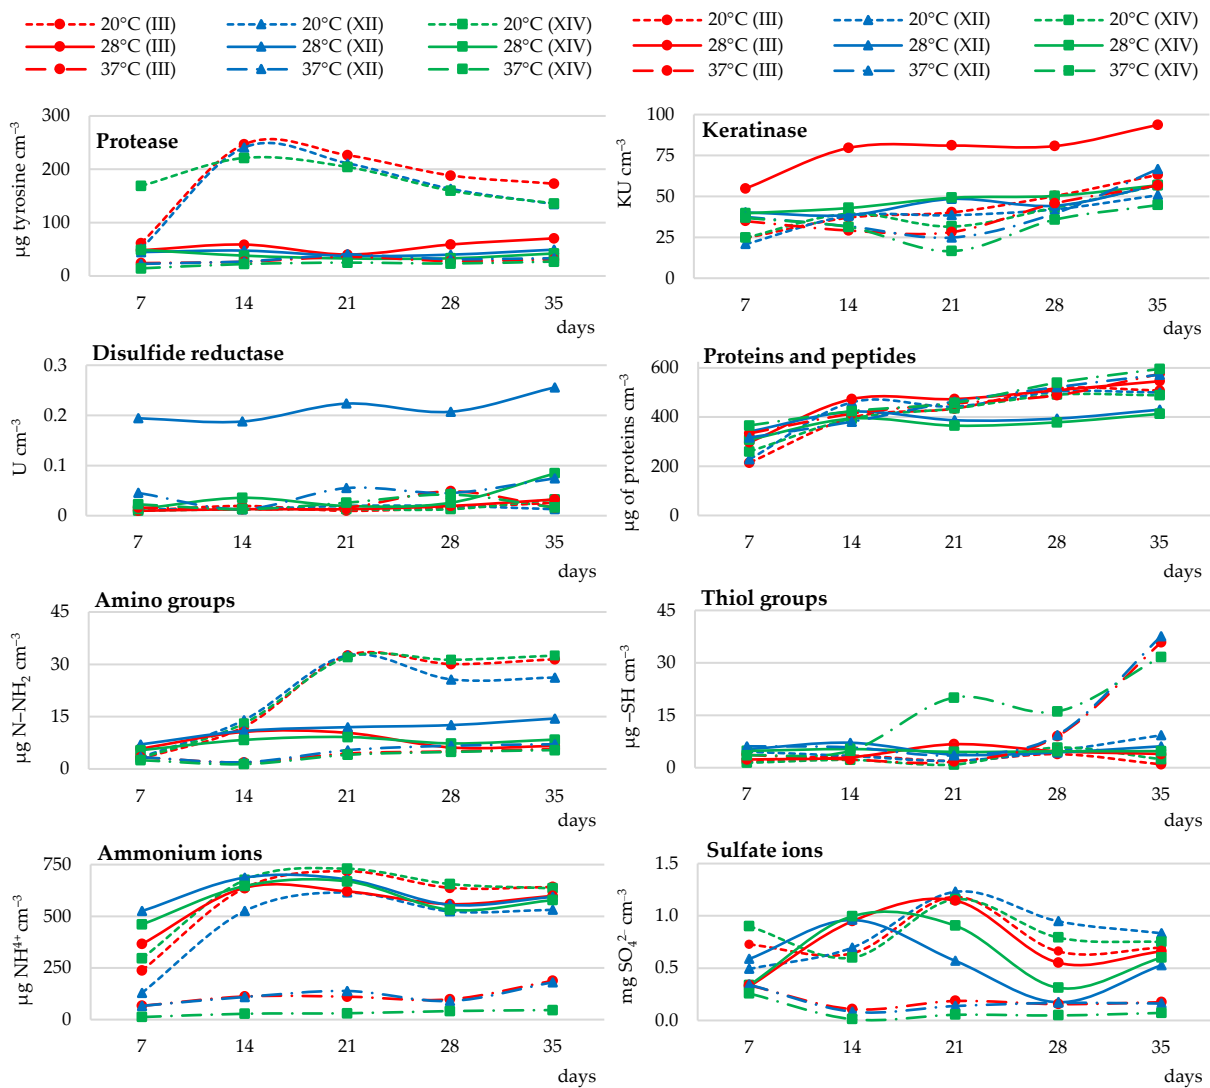 20°C (III) 20°C (XII) 20°C (XIV) 20°C (III) 20°C (XII) 20°C (XIV)
28°C (III) 28°C (XII) 28°C (XIV) 28°C (III) 28°C (XII) 28°C (XIV)
37°C (III) 37°C (XII) 37°C (XIV) 37°C (III) 37°C (XII) 37°C (XIV)
Protease
µg tyrosine cm⁻³
300
200
100
0
7 14 21 28 35
days
Keratinase
KU cm⁻³
100
75
50
25
0
7 14 21 28 35
days
Disulfide reductase
U cm⁻³
0.3
0.2
0.1
0
7 14 21 28 35
days
Proteins and peptides
µg of proteins cm⁻³
600
400
200
0
7 14 21 28 35
days
Amino groups
µg N–NH₂ cm⁻³
45
30
15
0
7 14 21 28 35
days
Thiol groups
µg –SH cm⁻³
45
30
15
0
7 14 21 28 35
days
Ammonium ions
µg NH⁴⁺ cm⁻³
750
500
250
0
7 14 21 28 35
days
Sulfate ions
mg SO₄²⁻ cm⁻³
1.5
1.0
0.5
0.0
7 14 21 28 35
days